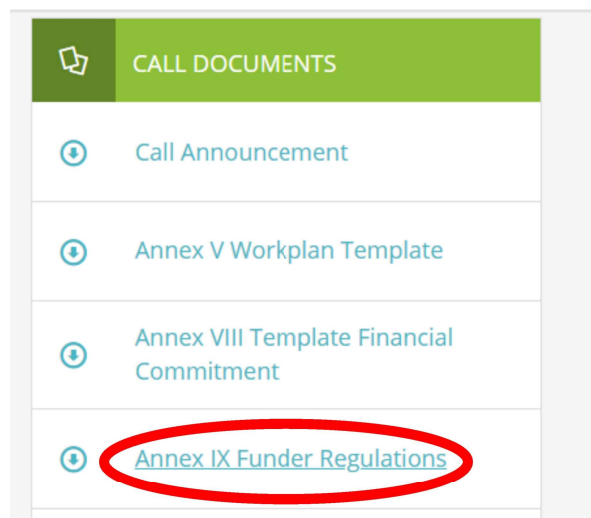 CALL DOCUMENTS
Call Announcement
Annex V Workplan Template
Annex VIII Template Financial
Commitment
Annex IX Funder Regulations